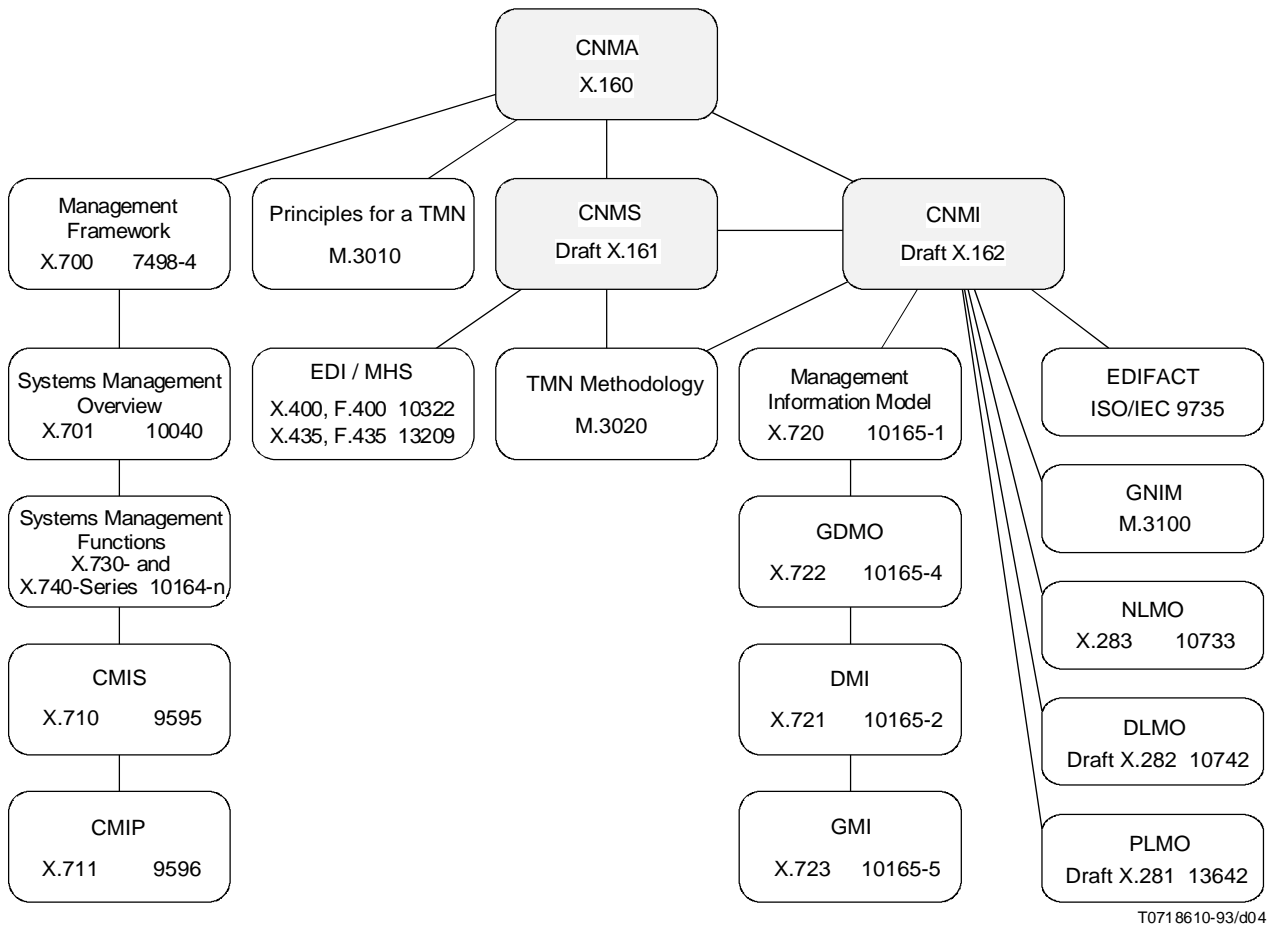 CNMA
X.160
Management
Framework
X.700 7498-4
Principles for a TMN
M.3010
CNMS
Draft X.161
CNMI
Draft X.162
Systems Management
Overview
X.701 10040
EDI / MHS
X.400, F.400 10322
X.435, F.435 13209
TMN Methodology
M.3020
Management
Information Model
X.720 10165-1
EDIFACT
ISO/IEC 9735
Systems Management
Functions
X.730- and
X.740-Series 10164-n
GDMO
X.722 10165-4
GNIM
M.3100
NLMO
X.283 10733
CMIS
X.710 9595
DMI
X.721 10165-2
DLMO
Draft X.282 10742
CMIP
X.711 9596
GMI
X.723 10165-5
PLMO
Draft X.281 13642
T0718610-93/d04